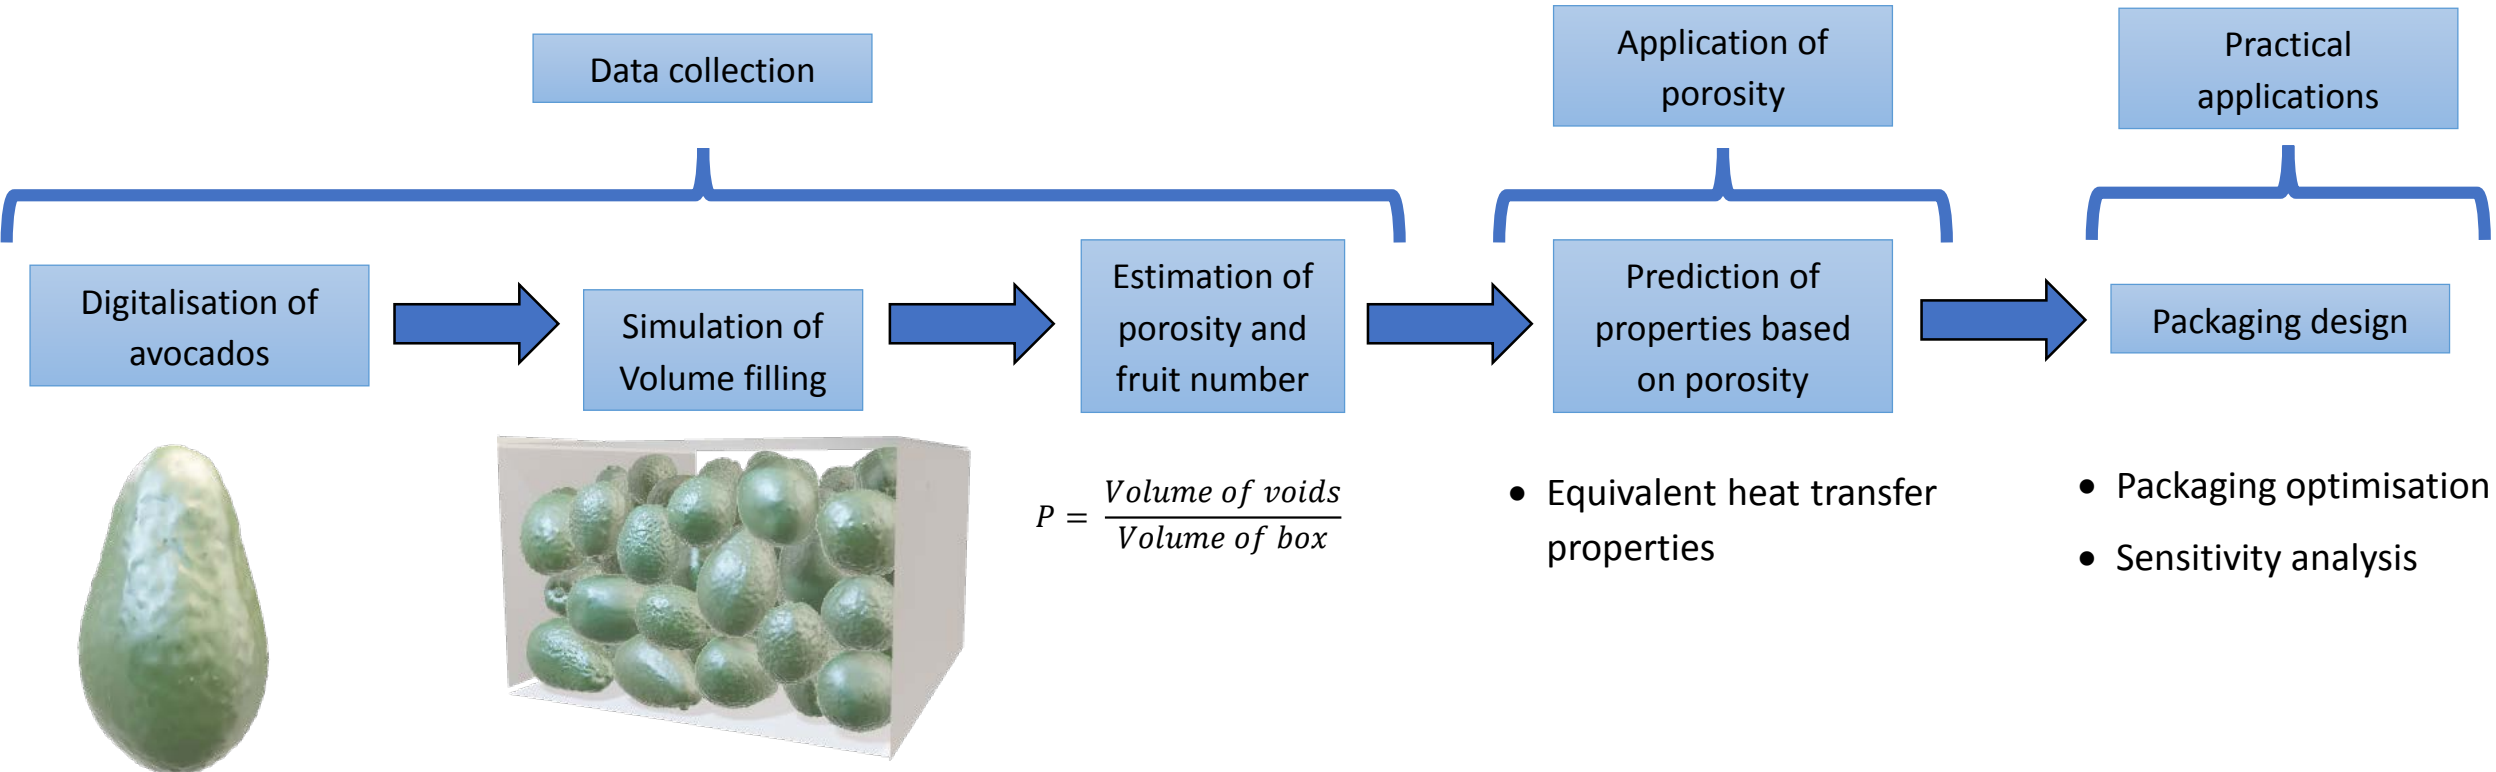 Data collection
Application of
porosity
Practical
applications
Digitalisation of
avocados
Simulation of
Volume filling
Estimation of
porosity and
fruit number
Prediction of
properties based
on porosity
Packaging design
P = Volume of voids
Volume of box
• Equivalent heat transfer
properties
• Packaging optimisation
• Sensitivity analysis